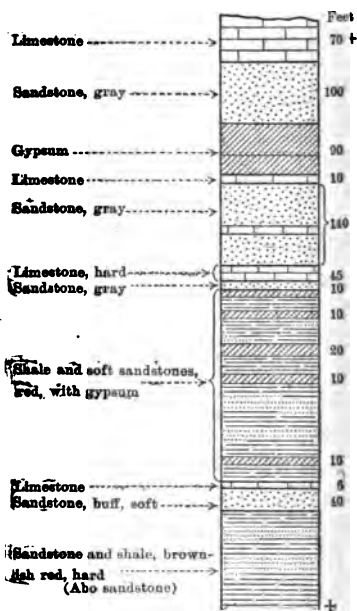 Feet
Limestone 70 +
Sandstone, gray 100
Gypsum 90
Limestone 10
Sandstone, gray 140
Limestone, hard 45
Sandstone, gray 10
10
Shale and soft sandstones, 20
red, with gypsum 10
10
Limestone 6
Sandstone, buff, soft 40
Sandstone and shale, brown-
ish red, hard
(Abo sandstone)